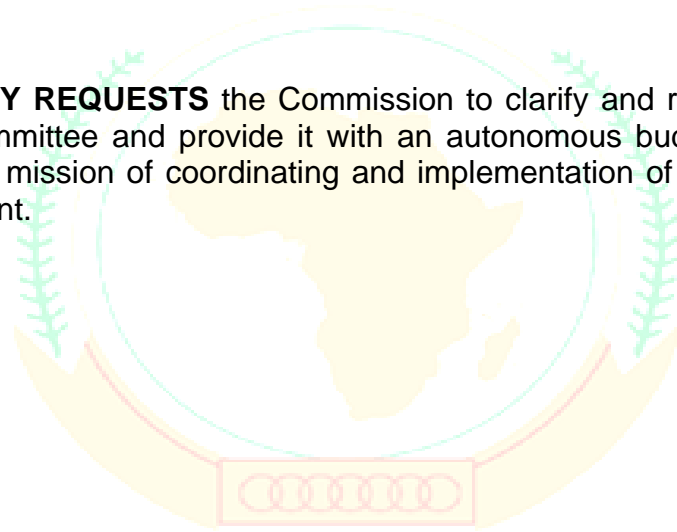 Y REQUESTS the Commission to clarify and r
mmittee and provide it with an autonomous buc
mission of coordinating and implementation of
nt.